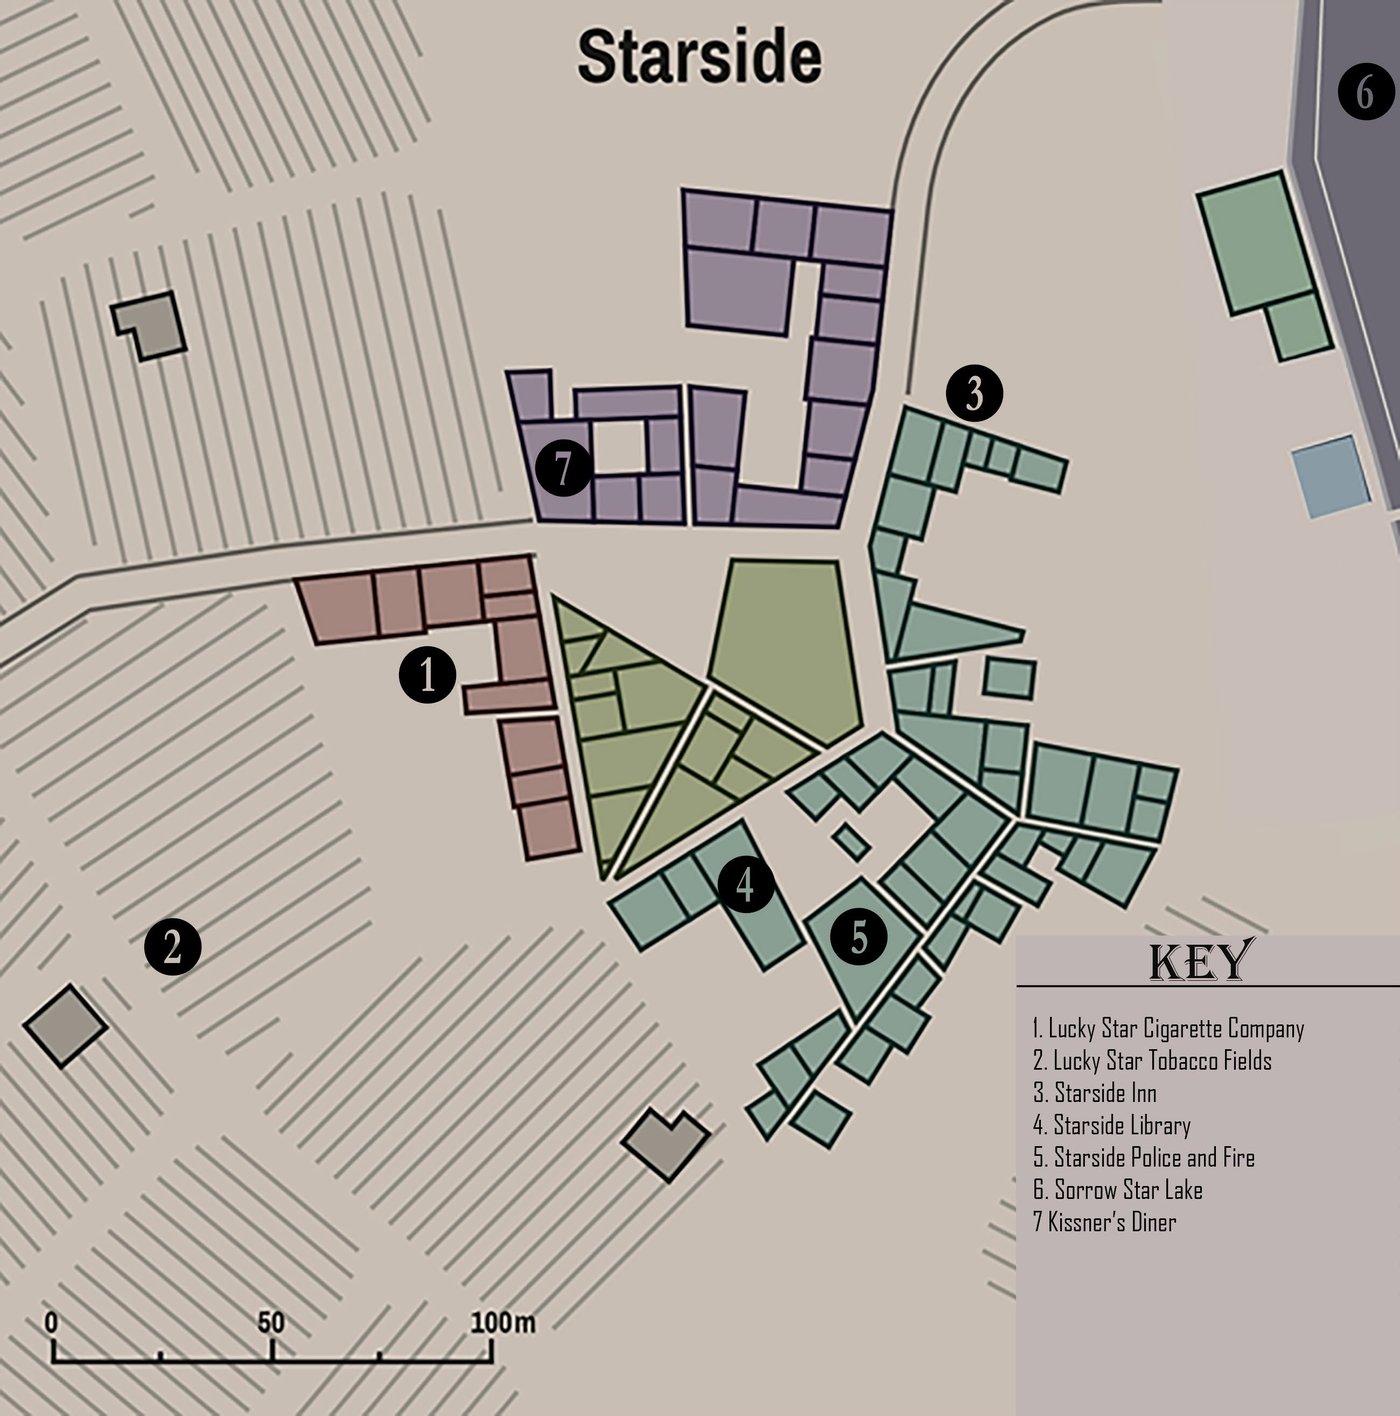 Starside
6
3
7
1
4
5
2
KEY
1. Lucky Star Cigarette Company
2. Lucky Star Tobacco Fields
3. Starside Inn
4. Starside Library
5. Starside Police and Fire
6. Sorrow Star Lake
7 Kissner's Diner
0 50 100m